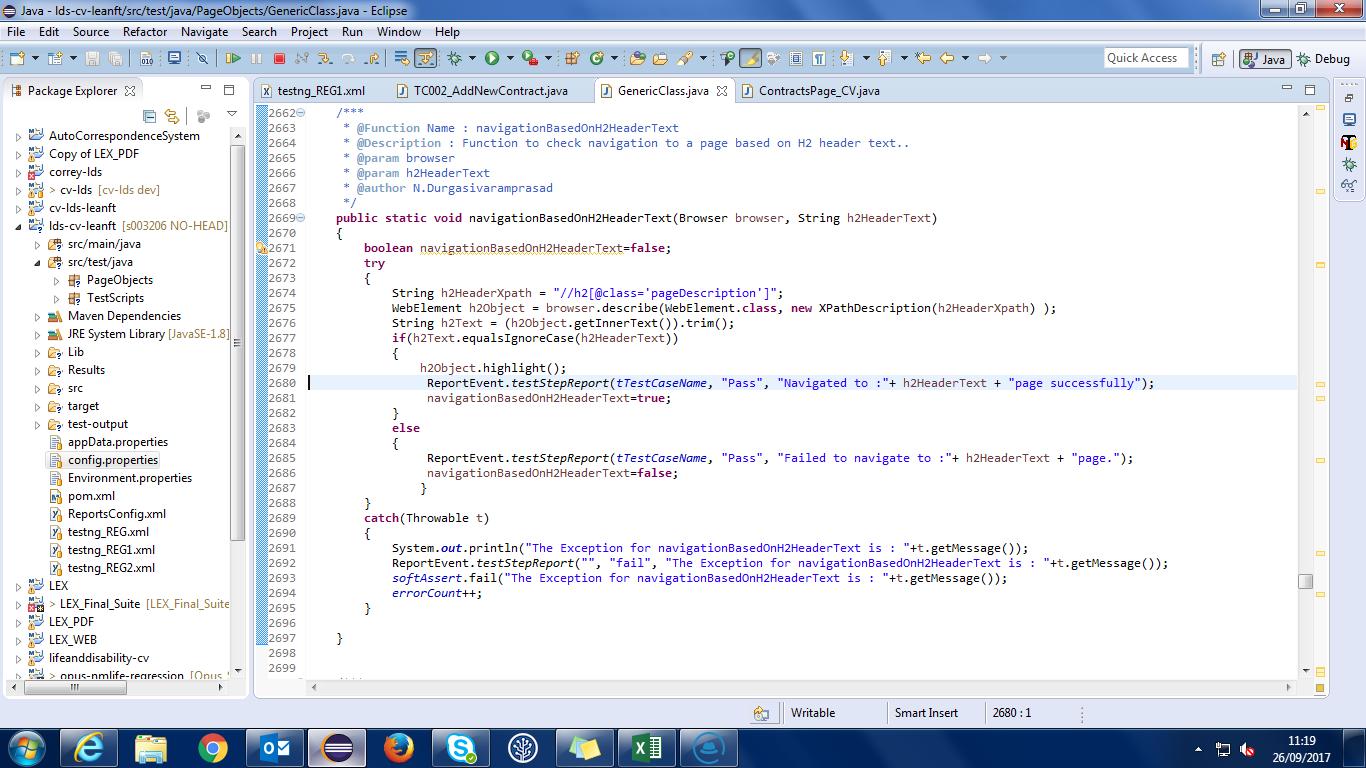 Java - lds-cv-leanft/src/test/java/PageObjects/GenericClass.java - Eclipse
File Edit Source Refactor Navigate Search Project Run Window Help
Quick Access
Java
Debug
Package Explorer
testng_REG1.xml
TC002_AddNewContract.java
GenericClass.java
ContractsPage_CV.java
AutoCorrespondenceSystem
Copy of LEX_PDF
correy-lds
> cv-lds [cv-lds dev]
cv-lds-leanft
lds-cv-leanft [s003206 NO-HEAD]
src/main/java
src/test/java
PageObjects
TestScripts
Maven Dependencies
JRE System Library [JavaSE-1.8]
Lib
Results
src
target
test-output
appData.properties
config.properties
Environment.properties
pom.xml
ReportsConfig.xml
testng_REG.xml
testng_REG1.xml
testng_REG2.xml
LEX
> LEX_Final_Suite [LEX_Final_Suite
LEX_PDF
LEX_WEB
lifeanddisability-cv
> opus-nmlife-regression [Opus_
2662 /***
2663 * @Function Name : navigationBasedOnH2HeaderText
2664 * @Description : Function to check navigation to a page based on H2 header text..
2665 * @param browser
2666 * @param h2HeaderText
2667 * @author N.Durgasivaramprasad
2668 */
2669 public static void navigationBasedOnH2HeaderText(Browser browser, String h2HeaderText)
2670 {
2671 boolean navigationBasedOnH2HeaderText=false;
2672 try
2673 {
2674 String h2HeaderXpath = "//h2[@class='pageDescription']";
2675 WebElement h2Object = browser.describe(WebElement.class, new XPathDescription(h2HeaderXpath) );
2676 String h2Text = (h2Object.getInnerText()).trim();
2677 if(h2Text.equalsIgnoreCase(h2HeaderText))
2678 {
2679 h2Object.highlight();
2680 ReportEvent.testStepReport(tTestCaseName, "Pass", "Navigated to :"+ h2HeaderText + "page successfully");
2681 navigationBasedOnH2HeaderText=true;
2682 }
2683 else
2684 {
2685 ReportEvent.testStepReport(tTestCaseName, "Pass", "Failed to navigate to :"+ h2HeaderText + "page.");
2686 navigationBasedOnH2HeaderText=false;
2687 }
2688 }
2689 catch(Throwable t)
2690 {
2691 System.out.println("The Exception for navigationBasedOnH2HeaderText is : "+t.getMessage());
2692 ReportEvent.testStepReport("", "fail", "The Exception for navigationBasedOnH2HeaderText is : "+t.getMessage());
2693 softAssert.fail("The Exception for navigationBasedOnH2HeaderText is : "+t.getMessage());
2694 errorCount++;
2695 }
2696
2697 }
2698
2699
Writable
Smart Insert
2680 : 1
11:19
26/09/2017